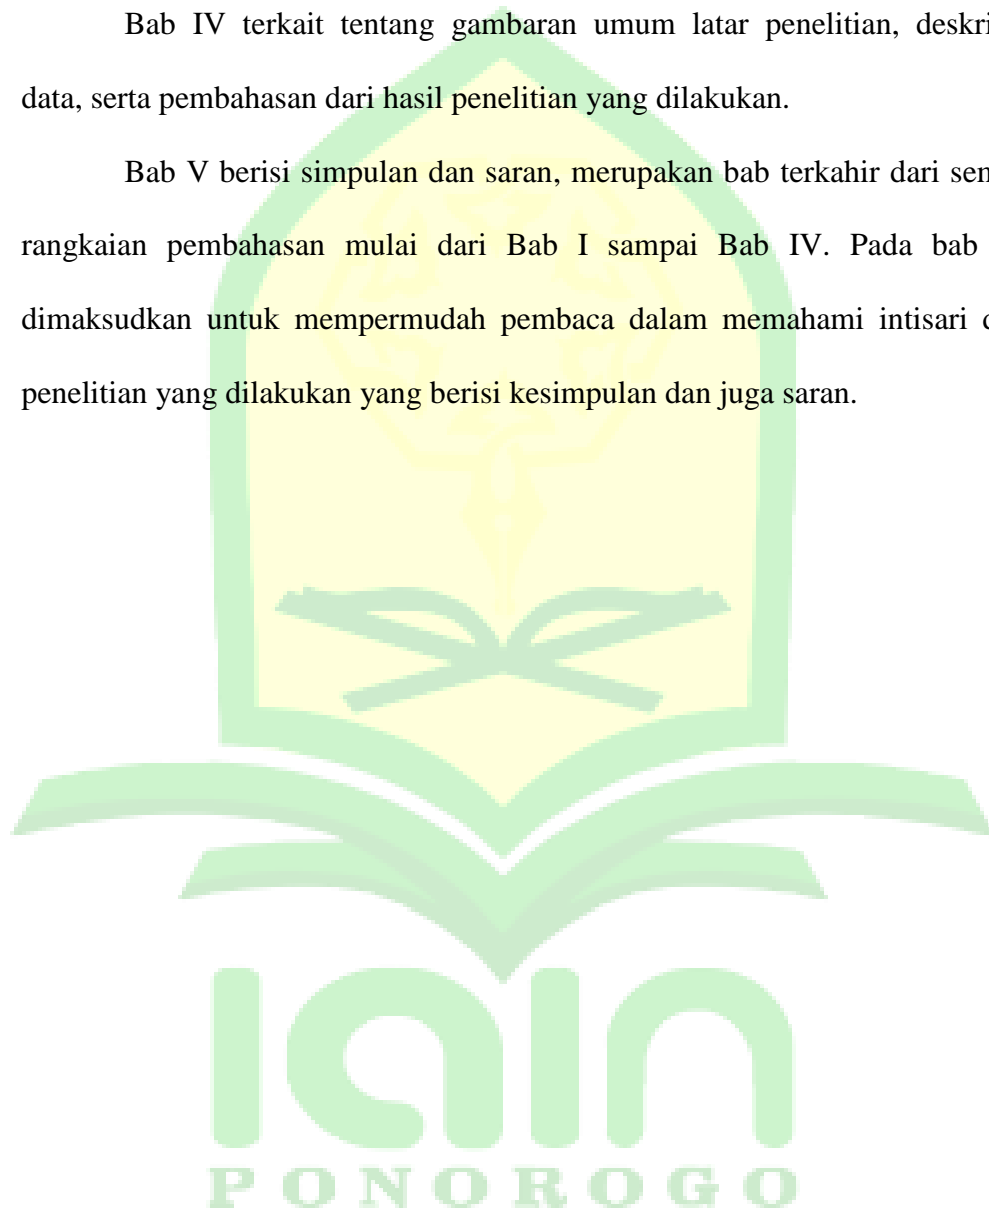 Bab IV terkait tentang gambaran umum latar penelitian, deskri
data, serta pembahasan dari hasil penelitian yang dilakukan.
Bab V berisi simpulan dan saran, merupakan bab terkahir dari sem
rangkaian pembahasan mulai dari Bab I sampai Bab IV. Pada bab
dimaksudkan untuk mempermudah pembaca dalam memahami intisari d
penelitian yang dilakukan yang berisi kesimpulan dan juga saran.
iain
PONOROGO